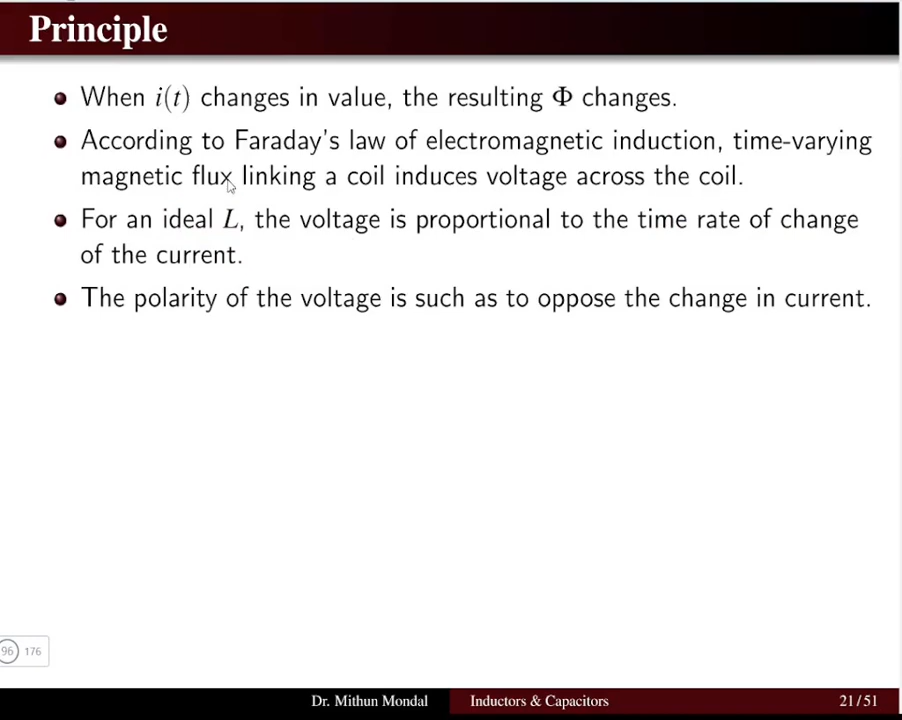 Principle
When i(t) changes in value, the resulting Φ changes.
According to Faraday's law of electromagnetic induction, time-varying
magnetic flux linking a coil induces voltage across the coil.
For an ideal L, the voltage is proportional to the time rate of change
of the current.
The polarity of the voltage is such as to oppose the change in current.
96 176
Dr. Mithun Mondal Inductors & Capacitors 21/51